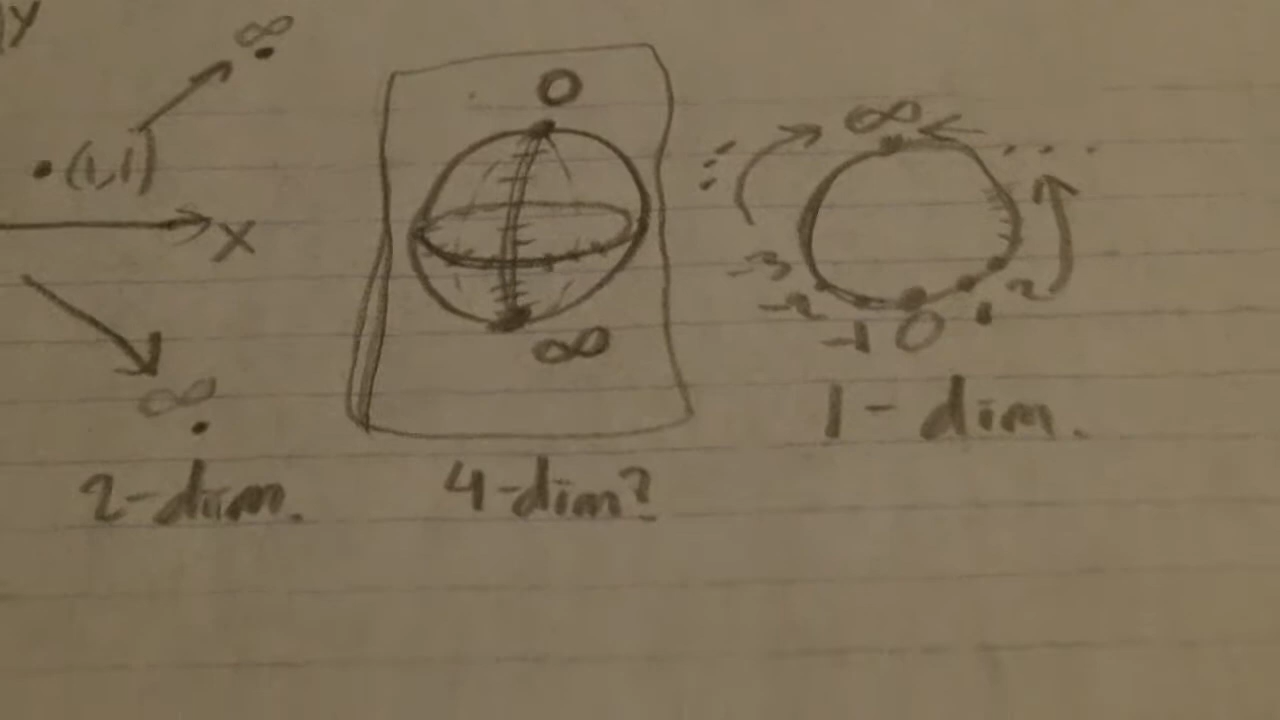 y
∞
(1,1)
x
∞
2-dim.
0
∞
4-dim?
∞
...
-3
-2
-1
0
1
2
1-dim.